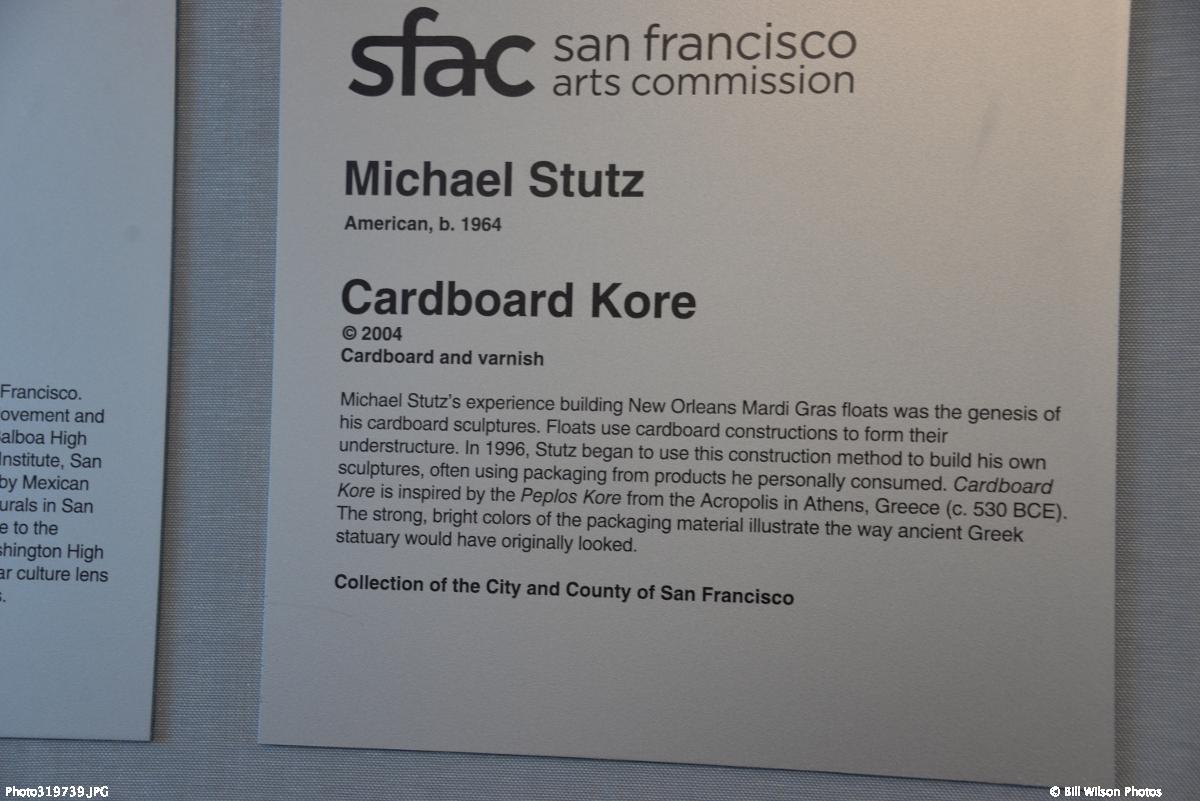 sfac san francisco
arts commission
Michael Stutz
American, b. 1964
Cardboard Kore
© 2004
Cardboard and varnish
Michael Stutz's experience building New Orleans Mardi Gras floats was the genesis of
his cardboard sculptures. Floats use cardboard constructions to form their
understructure. In 1996, Stutz began to use this construction method to build his own
sculptures, often using packaging from products he personally consumed. Cardboard
Kore is inspired by the Peplos Kore from the Acropolis in Athens, Greece (c. 530 BCE).
The strong, bright colors of the packaging material illustrate the way ancient Greek
statuary would have originally looked.
Collection of the City and County of San Francisco
Francisco.
ovement and
alboa High
Institute, San
by Mexican
urals in San
e to the
shington High
ar culture lens
s.
Photo319739.JPG
© Bill Wilson Photos